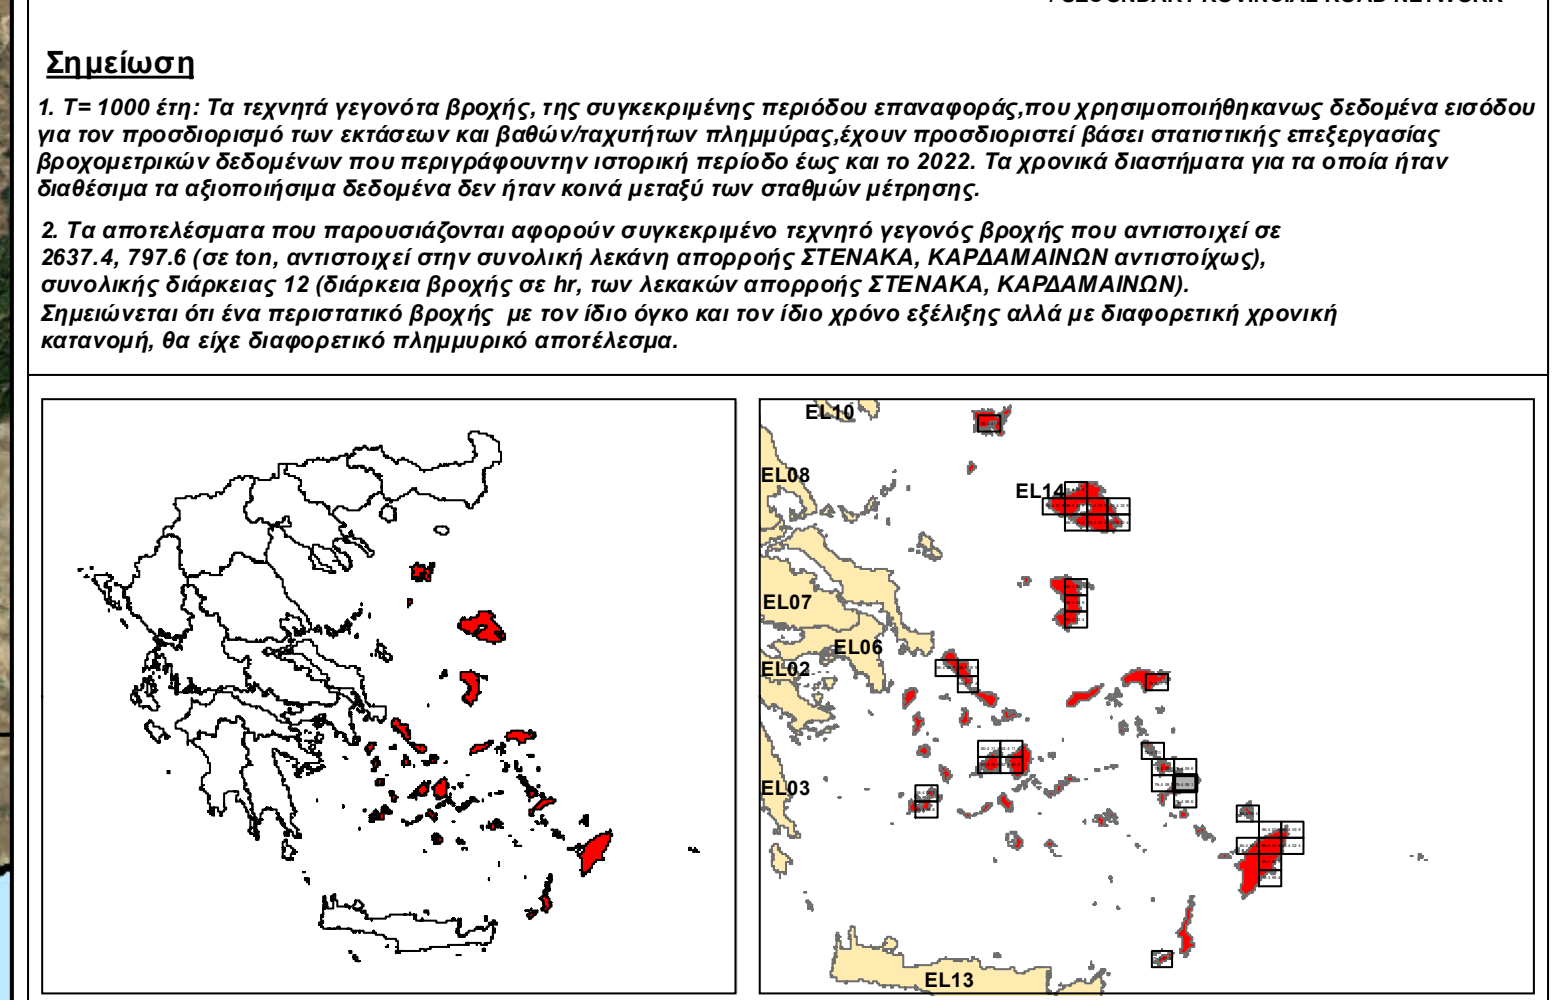 Σημείωση
1. T= 1000 έτη: Τα τεχνητά γεγονότα βροχής, της συγκεκριμένης περιόδου επαναφοράς,που χρησιμοποιήθηκανως δεδομένα εισόδου
για τον προσδιορισμό των εκτάσεων και βαθών/ταχυτήτων πλημμύρας,έχουν προσδιοριστεί βάσει στατιστικής επεξεργασίας
βροχομετρικών δεδομένων που περιγράφουντην ιστορική περίοδο έως και το 2022. Τα χρονικά διαστήματα για τα οποία ήταν
διαθέσιμα τα αξιοποιήσιμα δεδομένα δεν ήταν κοινά μεταξύ των σταθμών μέτρησης.
2. Τα αποτελέσματα που παρουσιάζονται αφορούν συγκεκριμένο τεχνητό γεγονός βροχής που αντιστοιχεί σε
2637.4, 797.6 (σε ton, αντιστοιχεί στην συνολική λεκάνη απορροής ΣΤΕΝΑΚΑ, ΚΑΡΔΑΜΑΙΝΩΝ αντιστοίχως),
συνολικής διάρκειας 12 (διάρκεια βροχής σε hr, των λεκακών απορροής ΣΤΕΝΑΚΑ, ΚΑΡΔΑΜΑΙΝΩΝ).
Σημειώνεται ότι ένα περιστατικό βροχής με τον ίδιο όγκο και τον ίδιο χρόνο εξέλιξης αλλά με διαφορετική χρονική
κατανομή, θα είχε διαφορετικό πλημμυρικό αποτέλεσμα.
EL10
EL08
EL14
EL07
EL06
EL02
EL03
EL13